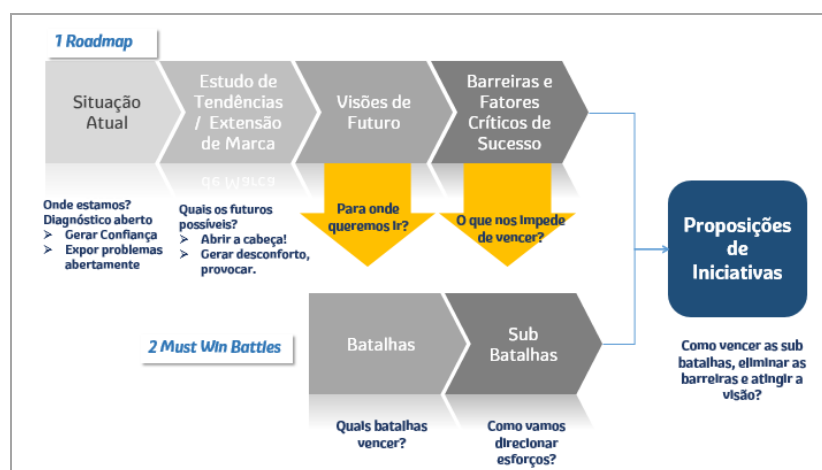 1 Roadmap
Situação
Atual
Estudo de
Tendências
/ Extensão
de Marca
Visões de
Futuro
Barreiras e
Fatores
Críticos de
Sucesso
Onde estamos?
Diagnóstico aberto
➢ Gerar Confiança
➢ Expor problemas
abertamente
Quais os futuros
possíveis?
➢ Abrir a cabeça!
➢ Gerar desconforto,
provocar.
Para onde
queremos Ir?
O que nos Impede
de vencer?
Proposições
de
Iniciativas
Como vencer as sub
batalhas, eliminar as
barreiras e atingir a
visão?
2 Must Win Battles
Batalhas
Sub
Batalhas
Quais batalhas
vencer?
Como vamos
direcionar
esforços?